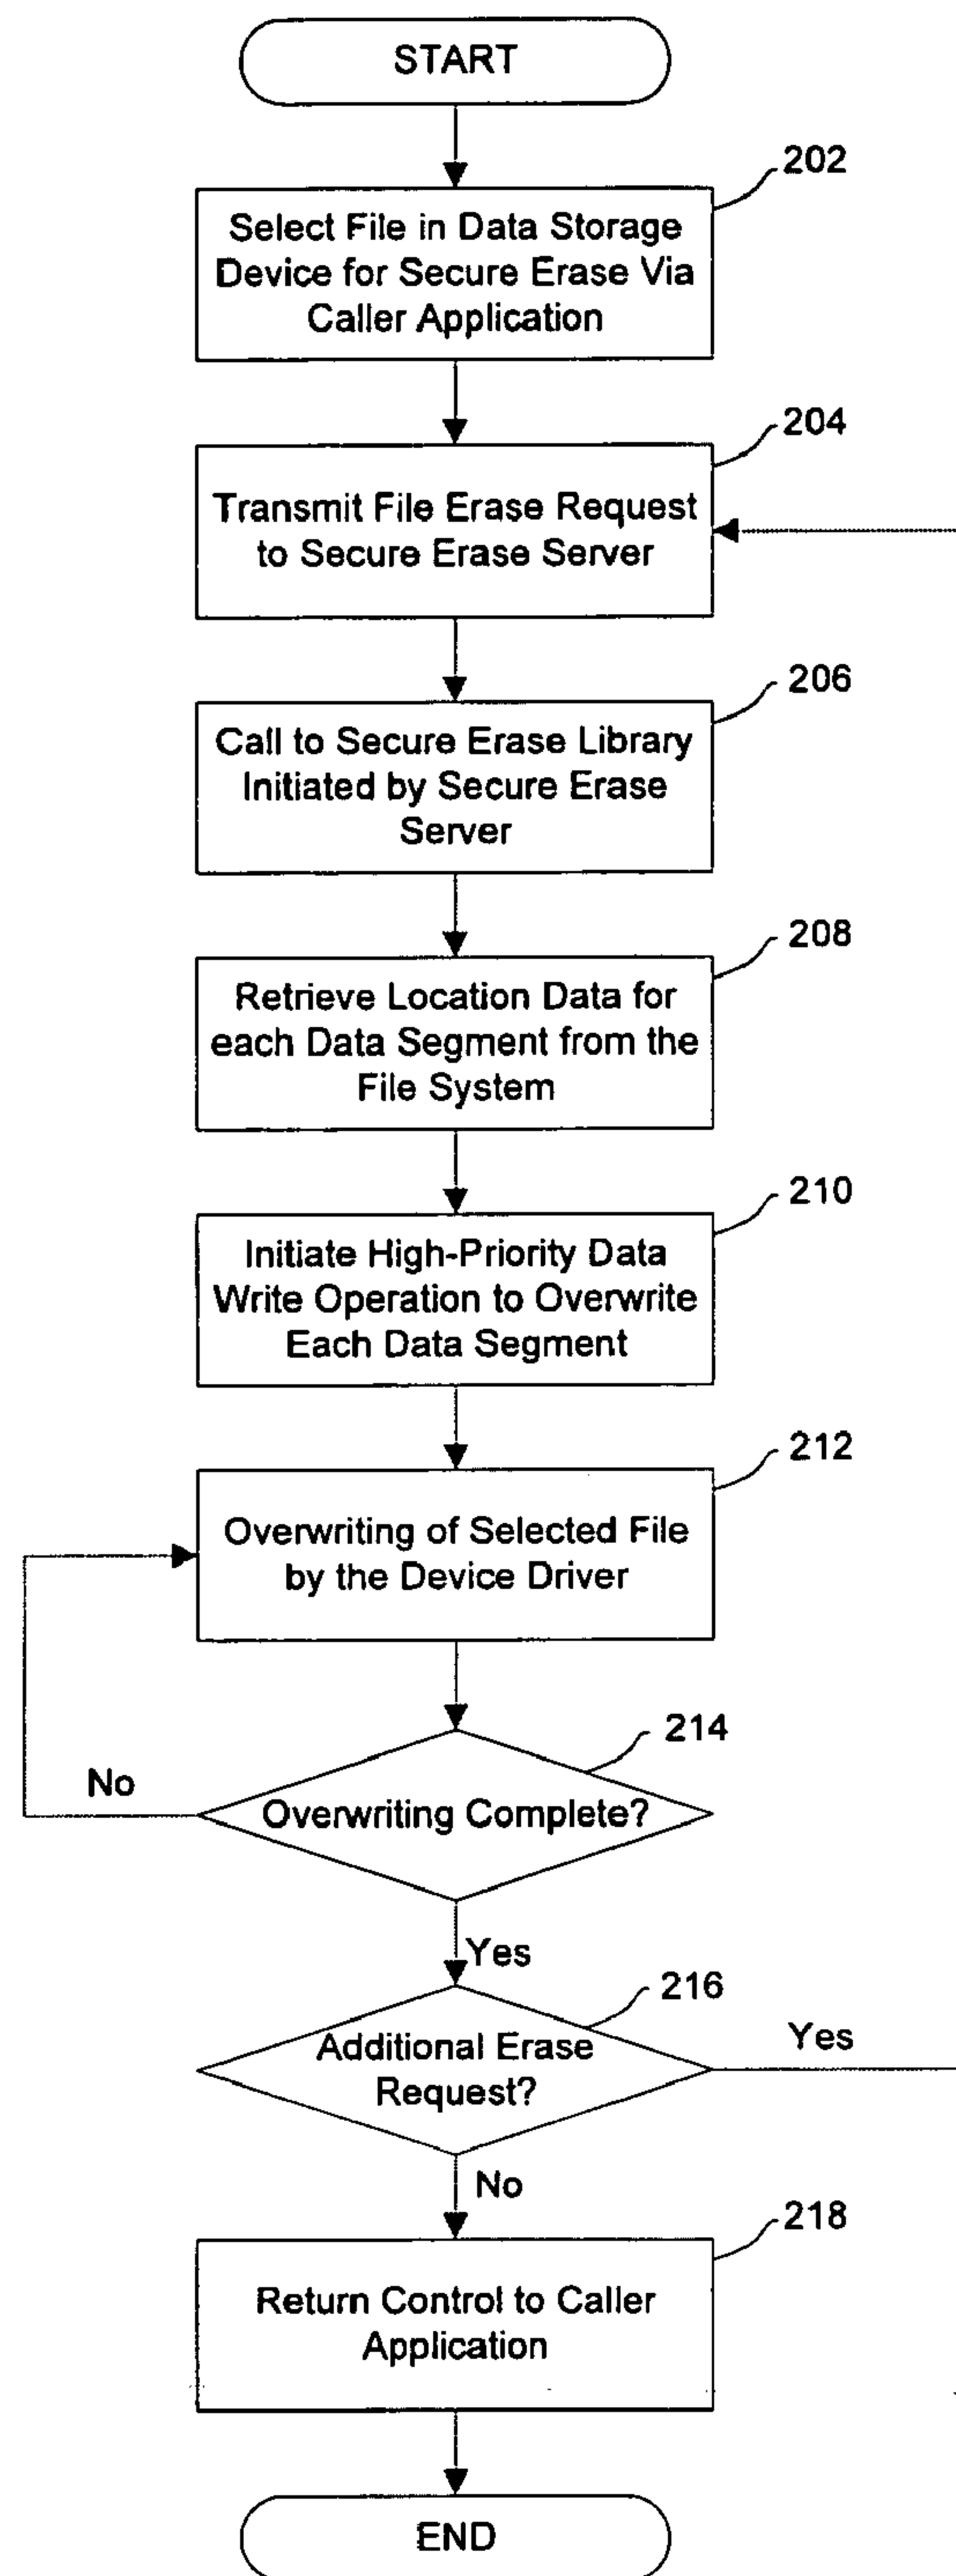 START
202
Select File in Data Storage
Device for Secure Erase Via
Caller Application
204
Transmit File Erase Request
to Secure Erase Server
206
Call to Secure Erase Library
Initiated by Secure Erase
Server
208
Retrieve Location Data for
each Data Segment from the
File System
210
Initiate High-Priority Data
Write Operation to Overwrite
Each Data Segment
212
Overwriting of Selected File
by the Device Driver
214
No
Overwriting Complete?
Yes
216
Additional Erase
Request?
Yes
No
218
Return Control to Caller
Application
END